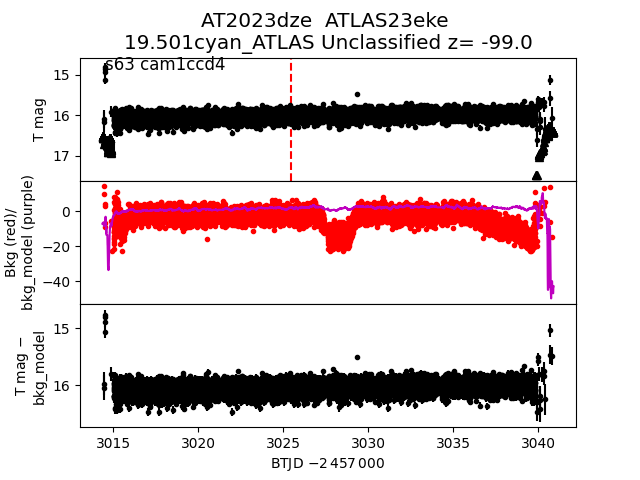 AT2023dze  ATLAS23eke
19.501cyan_ATLAS Unclassified z= -99.0
s63 cam1ccd4
15
16
17
T mag
0
−20
−40
Bkg (red)/
bkg_model (purple)
15
16
T mag −
bkg_model
3015
3020
3025
3030
3035
3040
BTJD −2 457 000